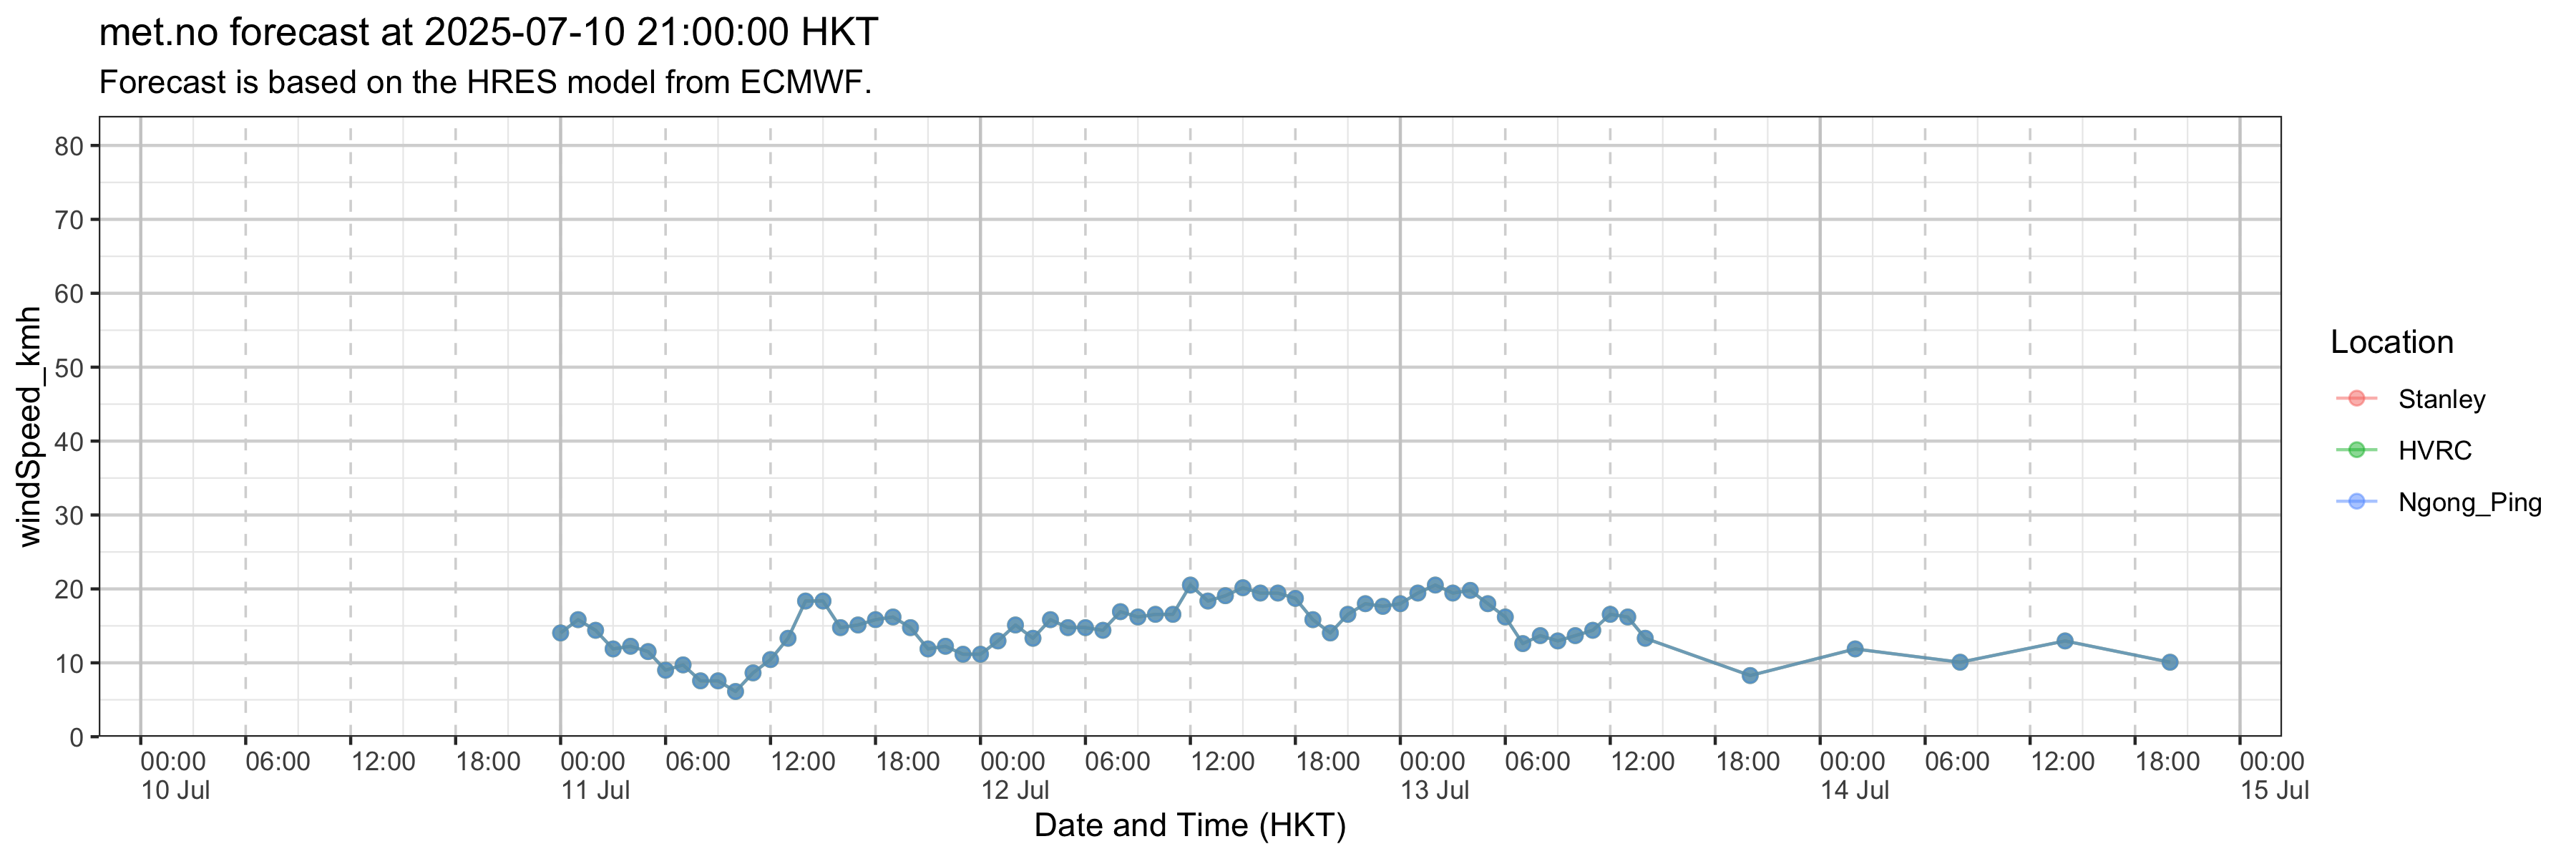 met.no forecast at 2025-07-10 21:00:00 HKT
Forecast is based on the HRES model from ECMWF.
windSpeed_kmh
80
70
60
50
40
30
20
10
0
00:00 06:00 12:00 18:00 00:00 06:00 12:00 18:00 00:00 06:00 12:00 18:00 00:00 06:00 12:00 18:00 00:00 06:00 12:00 18:00 00:00
10 Jul 11 Jul 12 Jul 13 Jul 14 Jul 15 Jul
Date and Time (HKT)
Location
Stanley
HVRC
Ngong_Ping